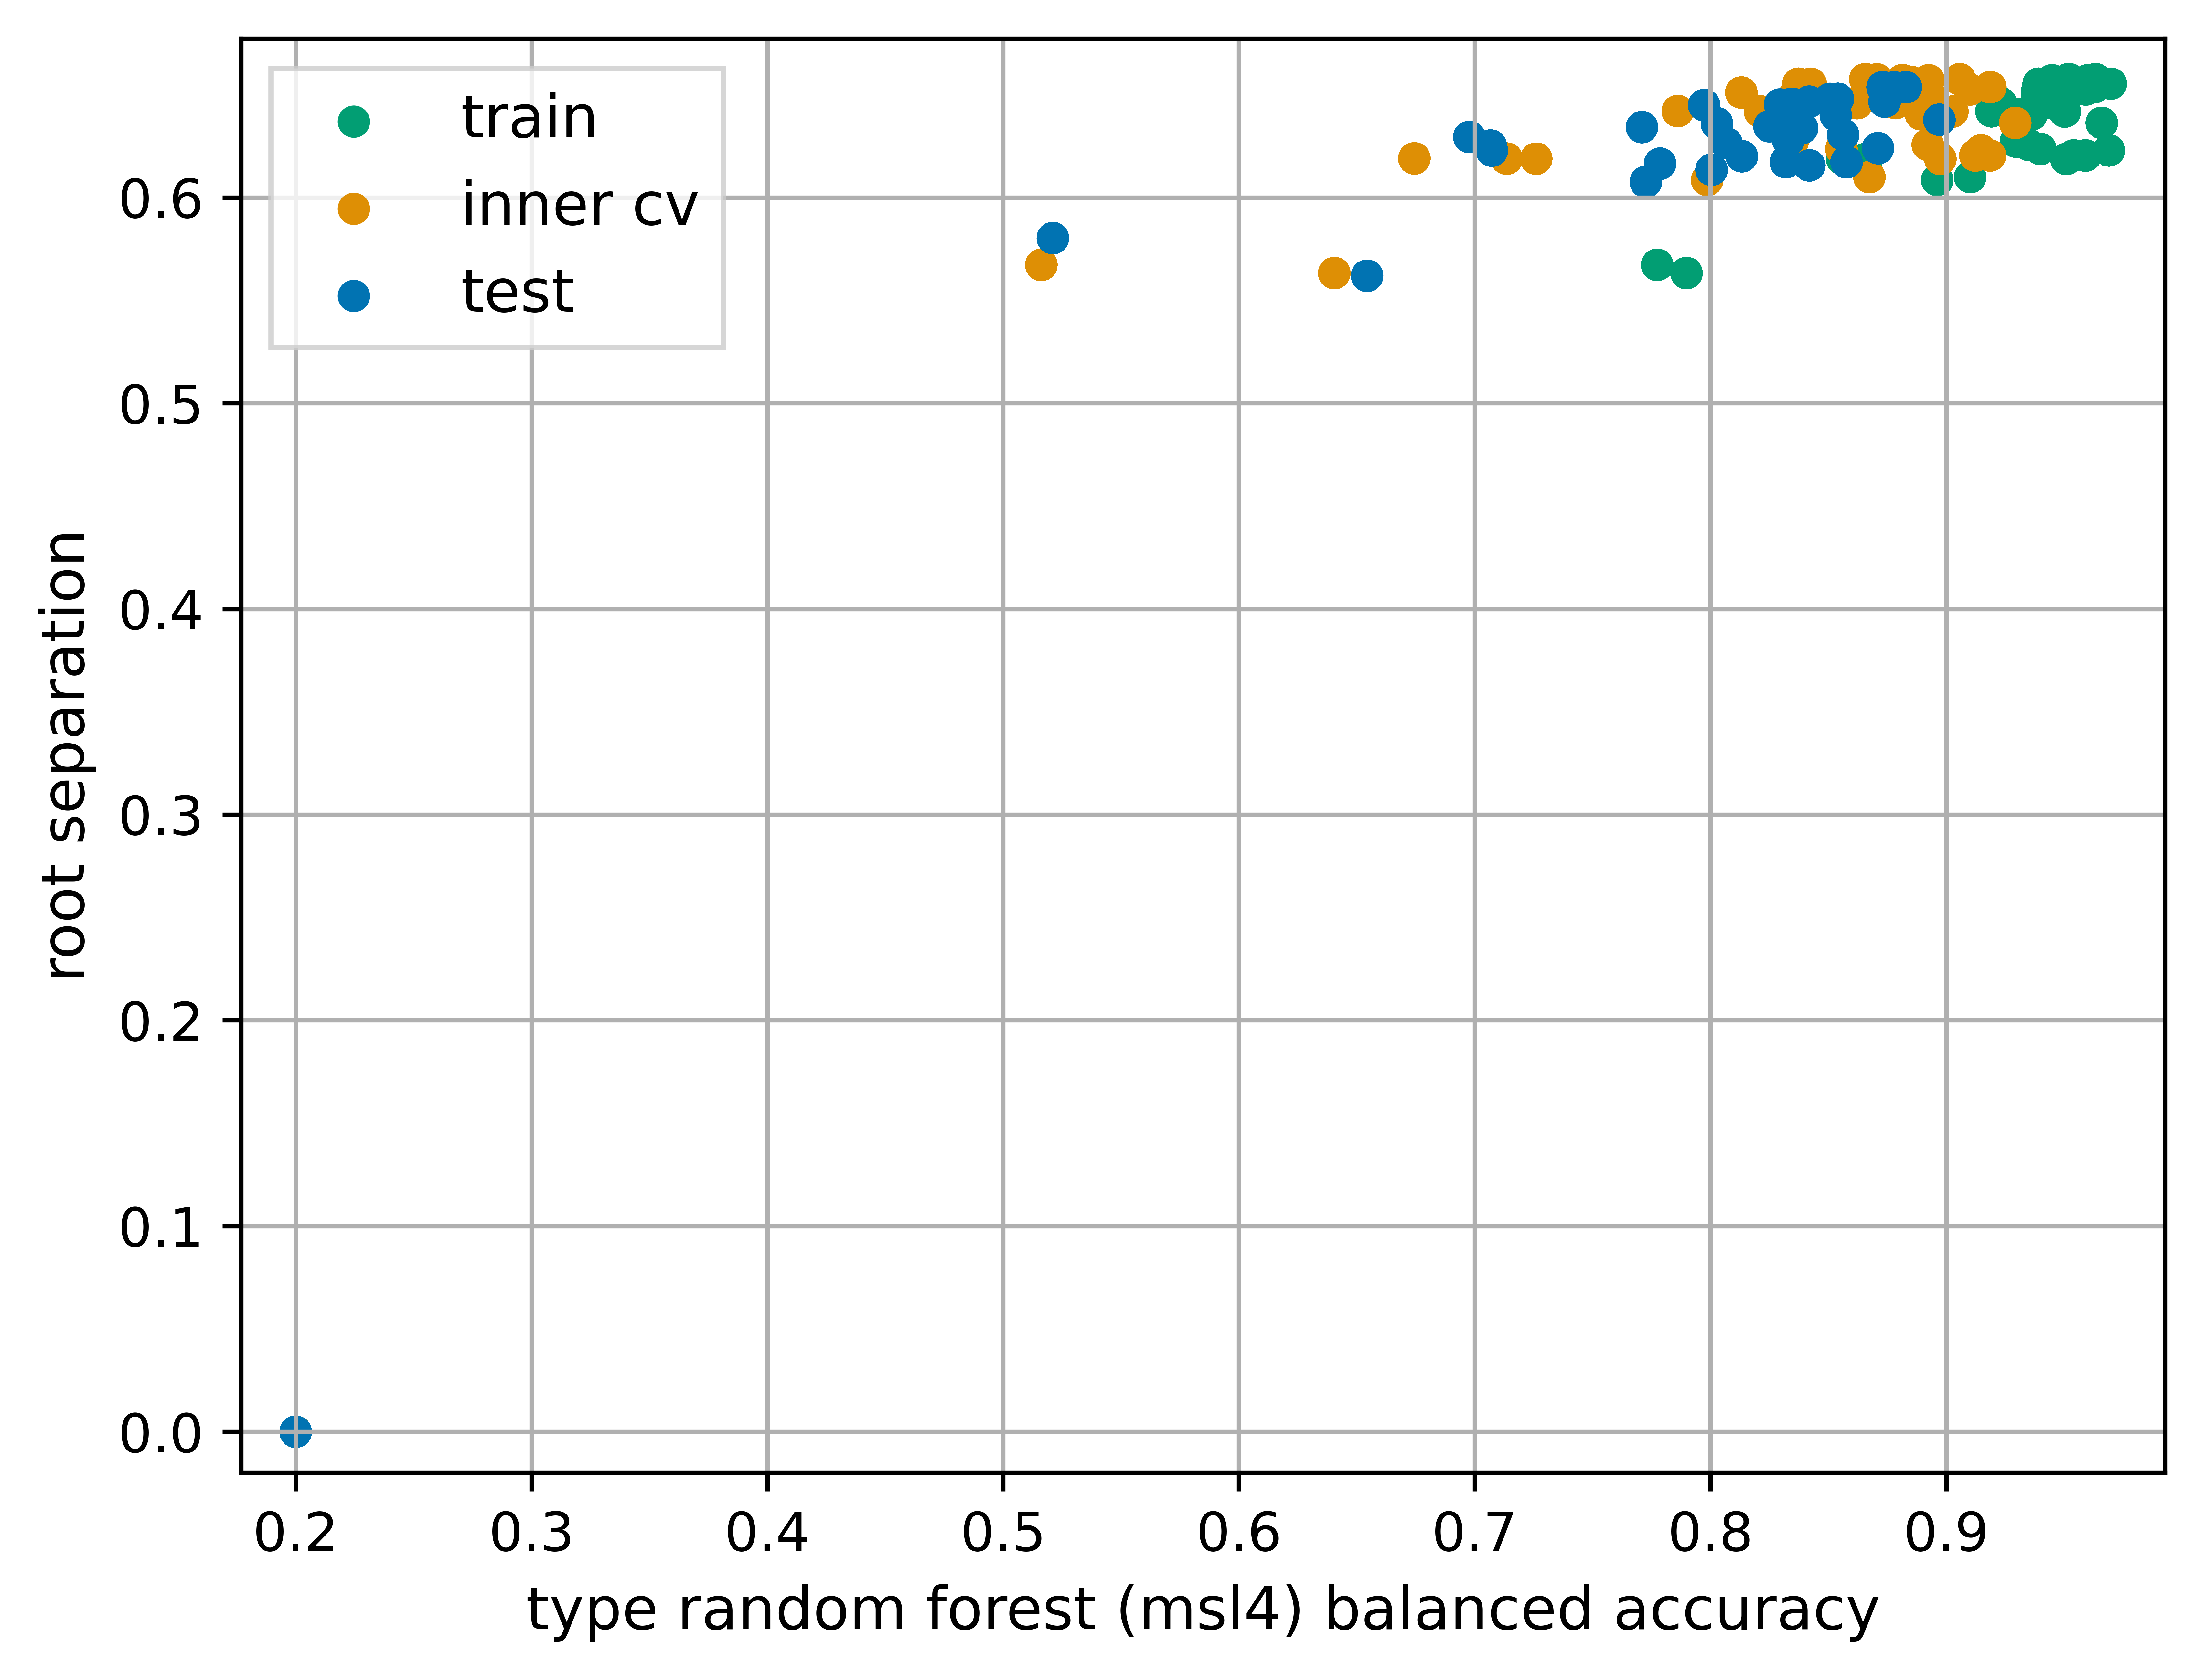 train
inner cv
test
root separation
0.6
0.5
0.4
0.3
0.2
0.1
0.0
0.2 0.3 0.4 0.5 0.6 0.7 0.8 0.9
type random forest (msl4) balanced accuracy